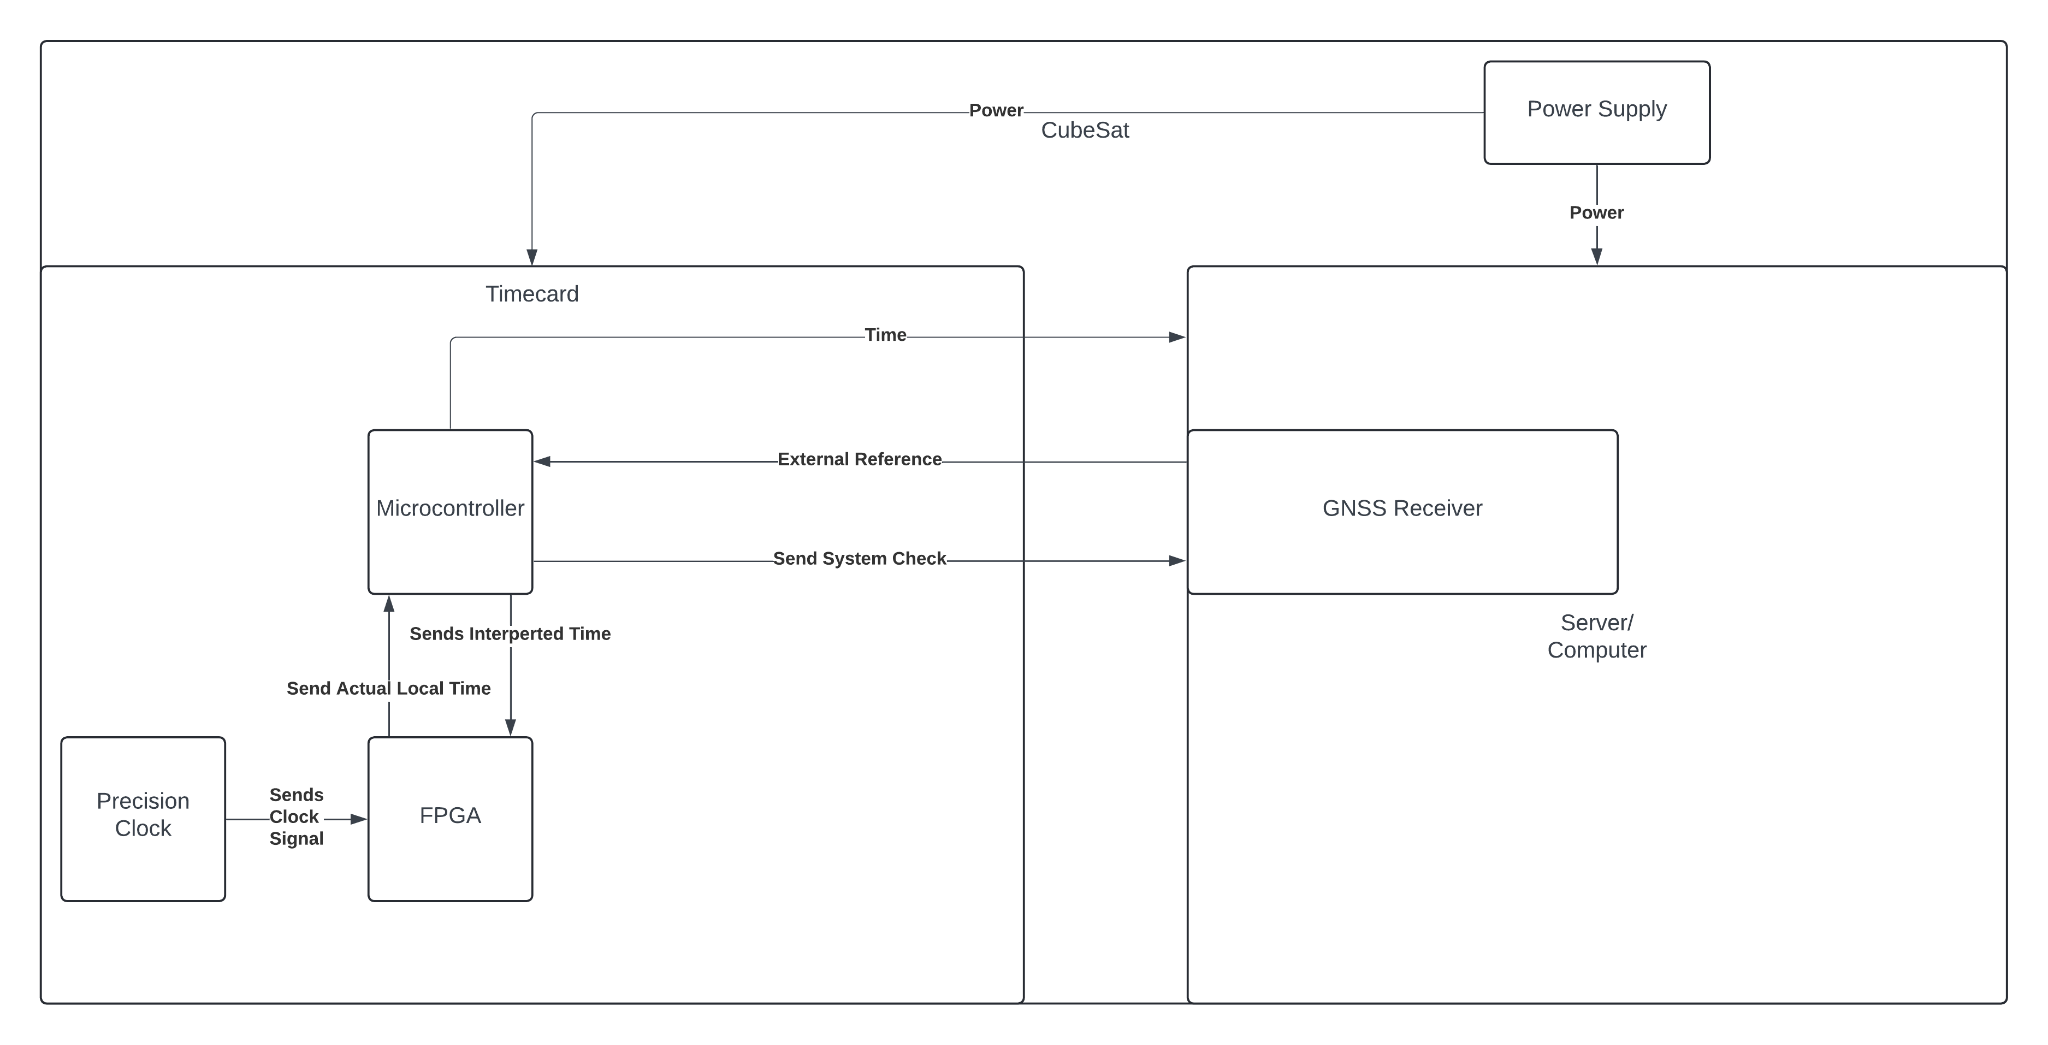 Power Supply
Power
CubeSat
Power
Timecard
Time
External Reference
Microcontroller
GNSS Receiver
Send System Check
Server/
Computer
Sends Interperted Time
Send Actual Local Time
Precision
Clock
Sends
Clock
Signal
FPGA